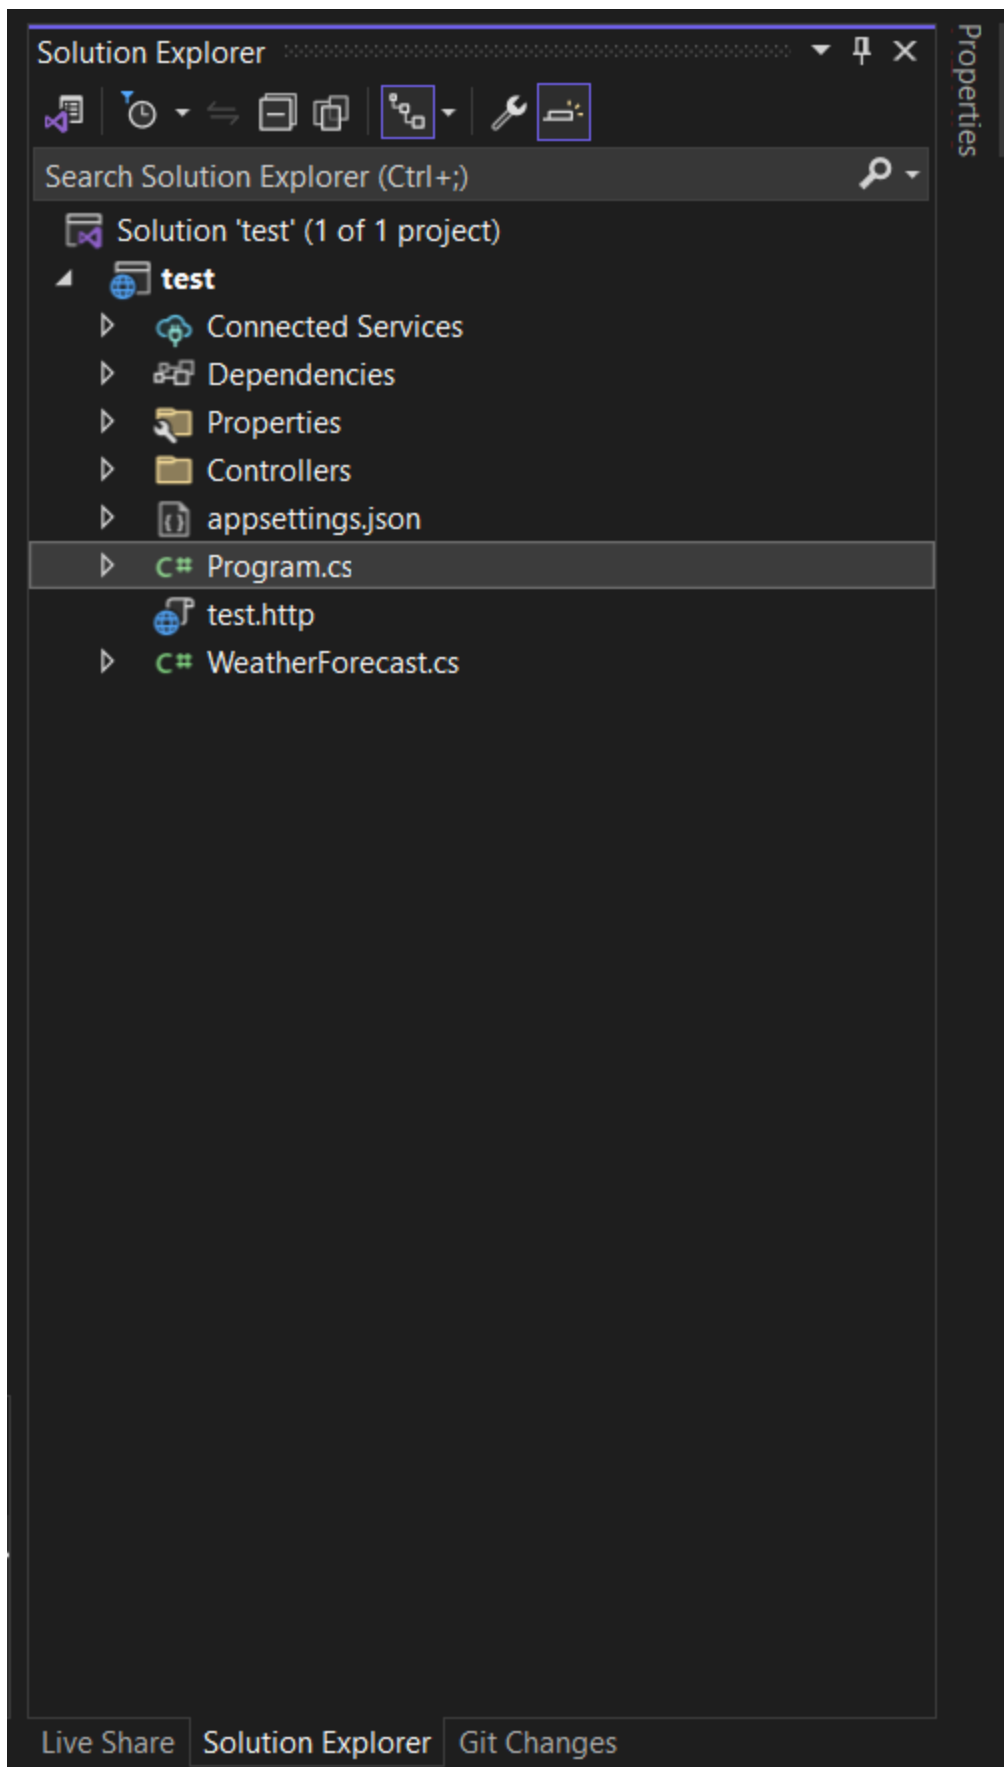 Solution Explorer
Properties
Search Solution Explorer (Ctrl+;)
Solution 'test' (1 of 1 project)
test
Connected Services
Dependencies
Properties
Controllers
appsettings.json
C# Program.cs
test.http
C# WeatherForecast.cs
Live Share Solution Explorer Git Changes